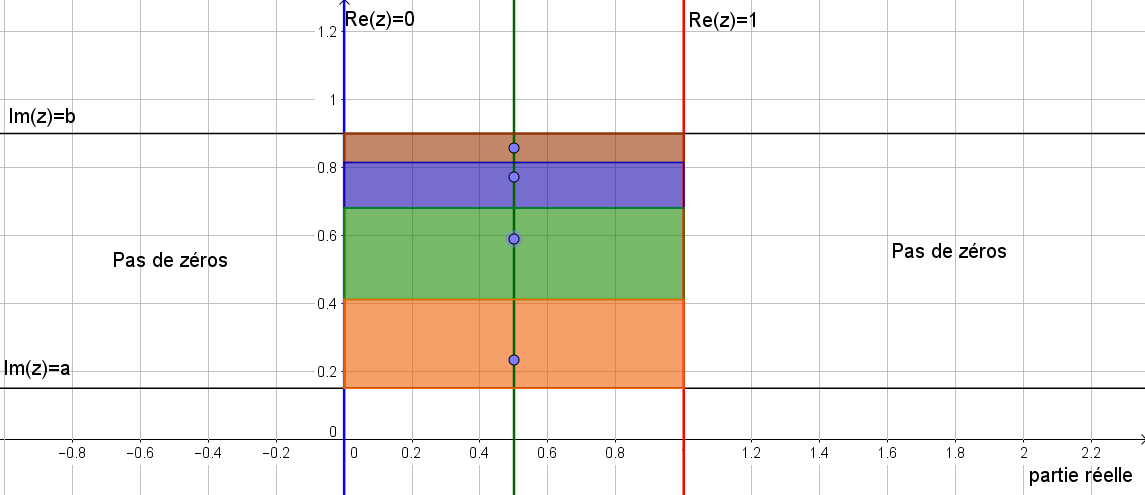 Re(z)=0
Re(z)=1
1.2
1
Im(z)=b
0.8
0.6
Pas de zéros
Pas de zéros
0.4
Im(z)=a
0.2
0
−0.8 −0.6 −0.4 −0.2 0 0.2 0.4 0.6 0.8 1.2 1.4 1.6 1.8 2 2.2
partie réelle